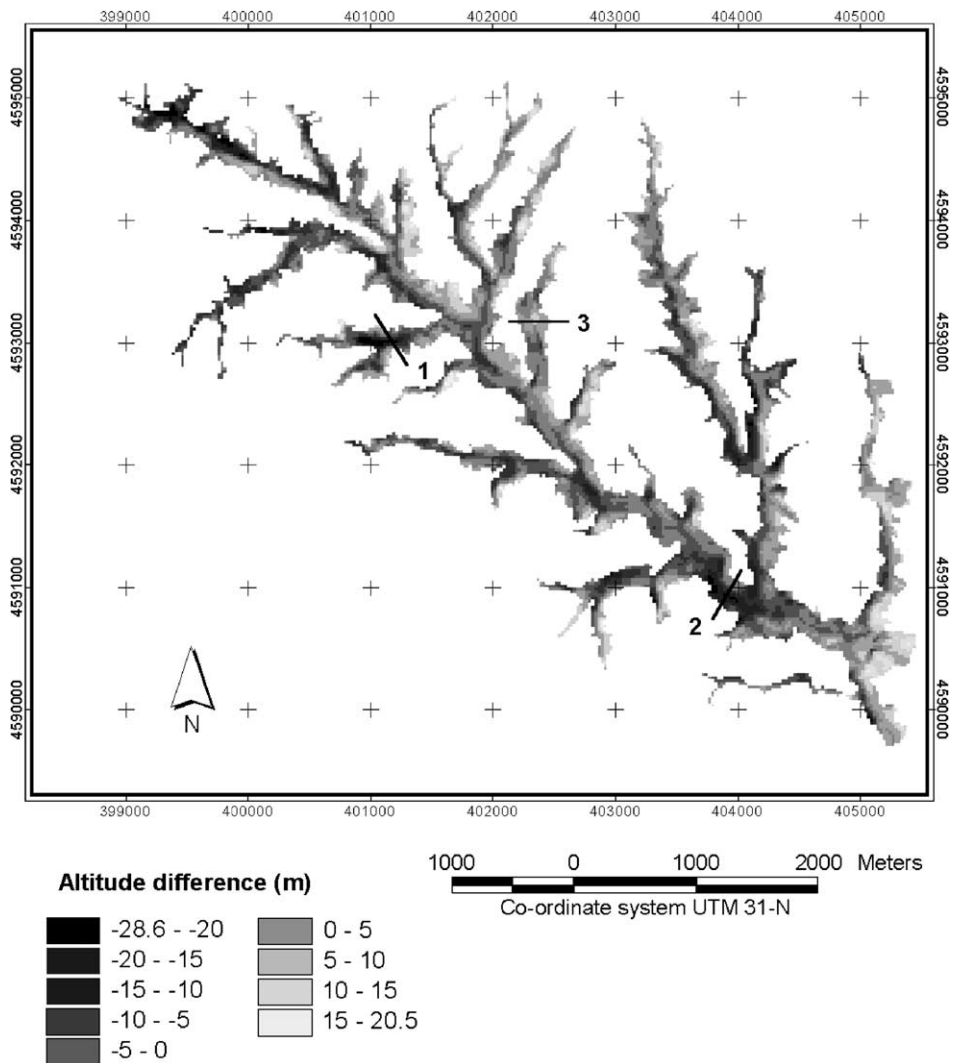 399000 400000 401000 402000 403000 404000 405000
4595000 4595000
4594000 4594000
4593000 4593000
4592000 4592000
4591000 4591000
4590000 4590000
3
1
2
N
399000 400000 401000 402000 403000 404000 405000
1000 0 1000 2000 Meters
Co-ordinate system UTM 31-N
Altitude difference (m)
-28.6 - -20
-20 - -15
-15 - -10
-10 - -5
-5 - 0
0 - 5
5 - 10
10 - 15
15 - 20.5